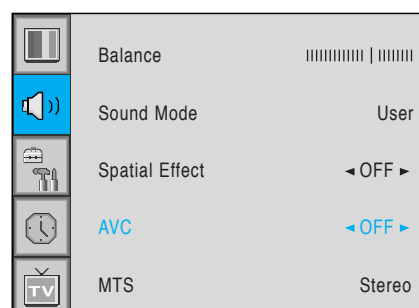 Balance
Sound Mode User
Spatial Effect ◄ OFF ►
AVC ◄ OFF ►
MTS Stereo
TV